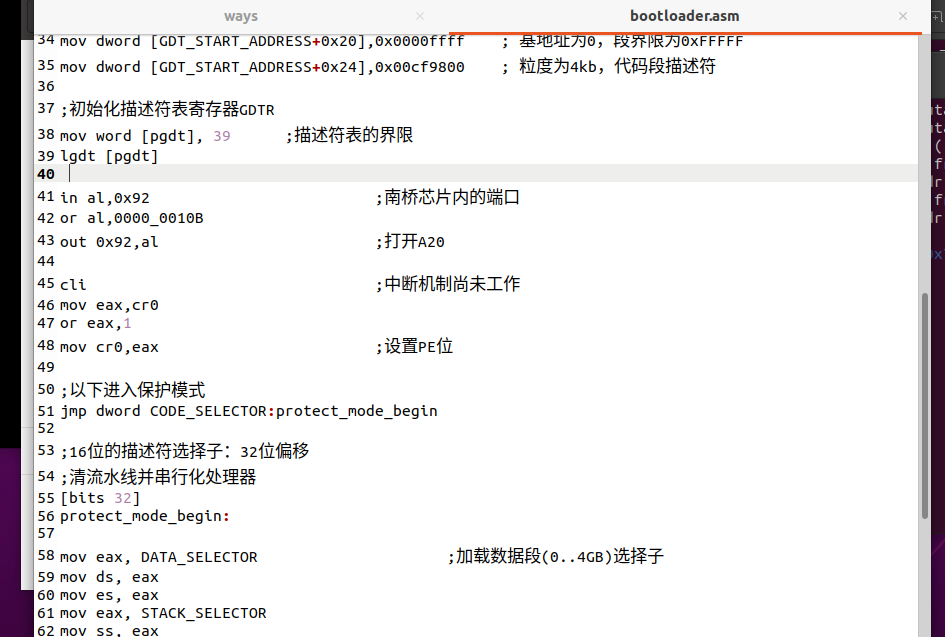 ways
bootloader.asm
34 mov dword [GDT_START_ADDRESS+0x20],0x0000ffff ; 基地址为0，段界限为0xFFFFF
35 mov dword [GDT_START_ADDRESS+0x24],0x00cf9800 ; 粒度为4kb，代码段描述符
36
37 ;初始化描述符表寄存器GDTR
38 mov word [pgdt], 39 ;描述符表的界限
39 lgdt [pgdt]
40
41 in al,0x92 ;南桥芯片内的端口
42 or al,0000_0010B
43 out 0x92,al ;打开A20
44
45 cli ;中断机制尚未工作
46 mov eax,cr0
47 or eax,1
48 mov cr0,eax ;设置PE位
49
50 ;以下进入保护模式
51 jmp dword CODE_SELECTOR:protect_mode_begin
52
53 ;16位的描述符选择子：32位偏移
54 ;清流水线并串行化处理器
55 [bits 32]
56 protect_mode_begin:
57
58 mov eax, DATA_SELECTOR ;加载数据段(0..4GB)选择子
59 mov ds, eax
60 mov es, eax
61 mov eax, STACK_SELECTOR
62 mov ss, eax